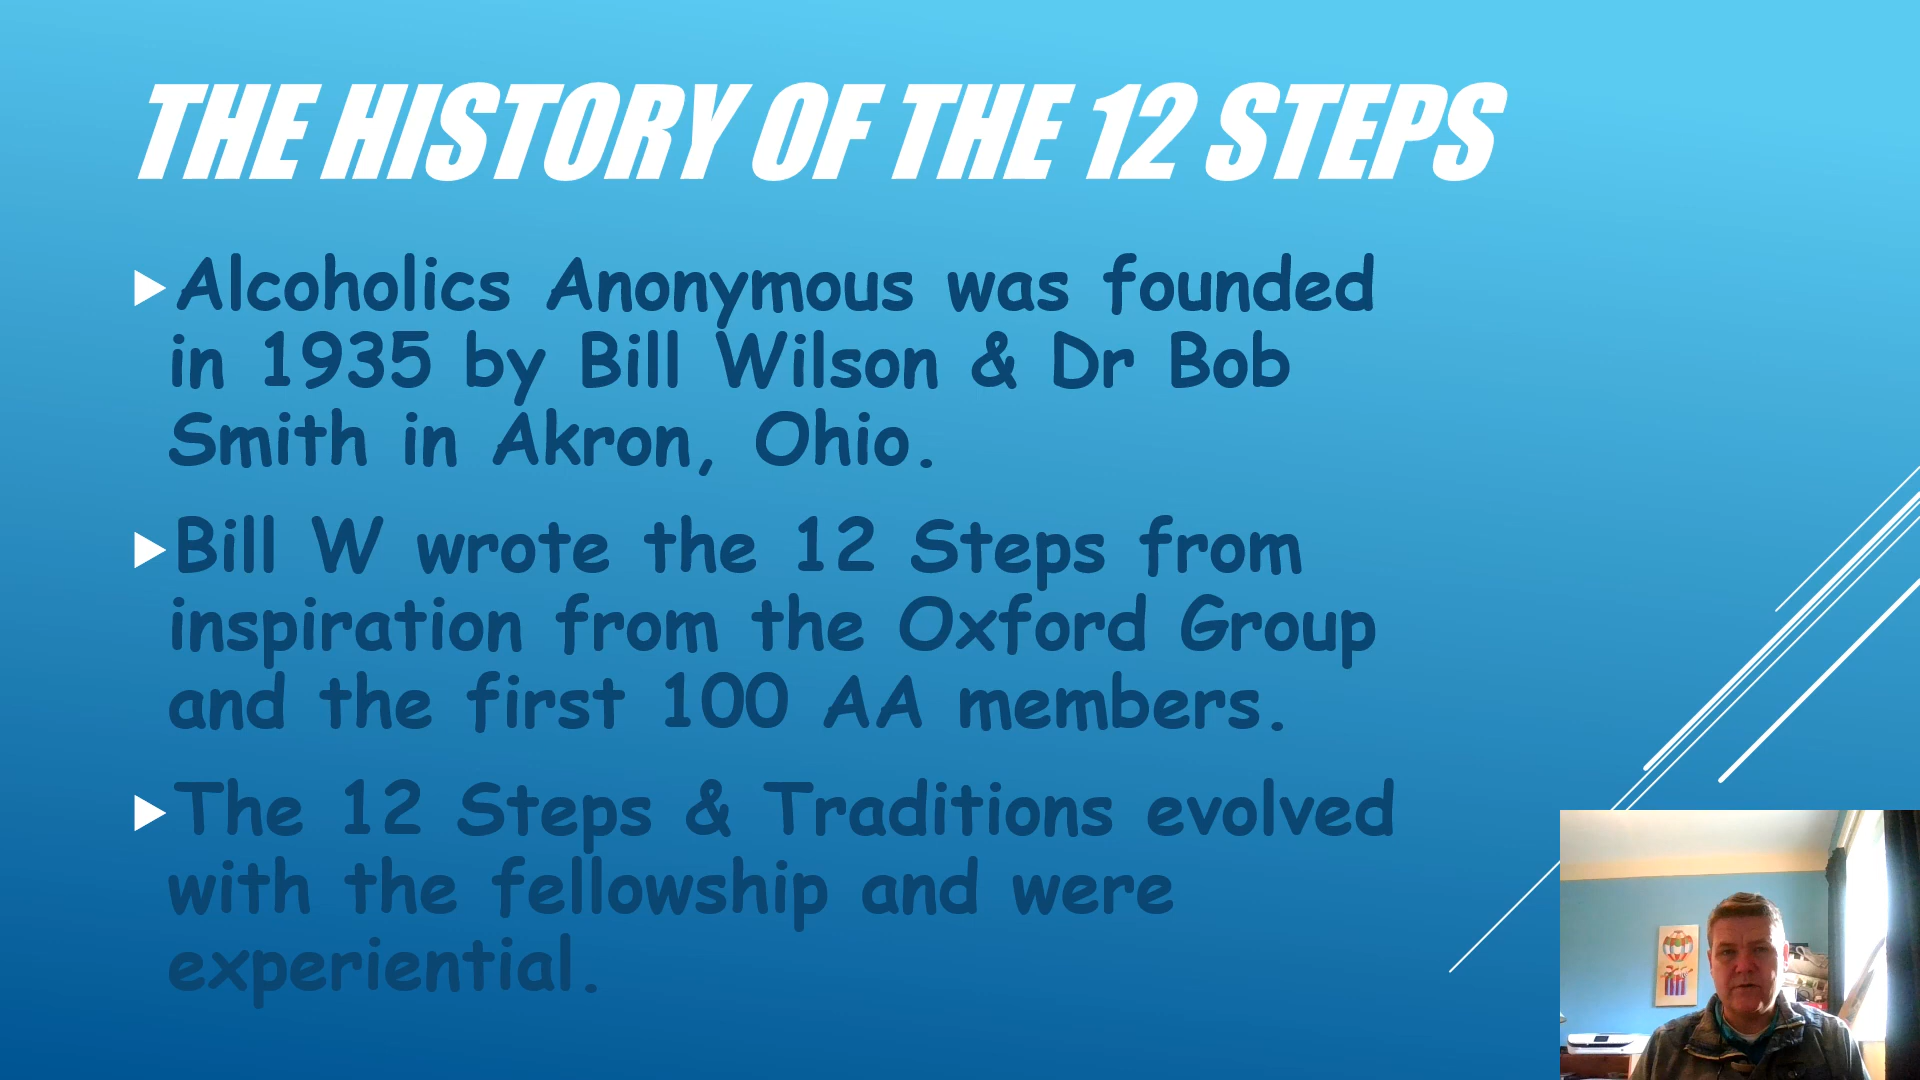 THE HISTORY OF THE 12 STEPS
Alcoholics Anonymous was founded
in 1935 by Bill Wilson & Dr Bob
Smith in Akron, Ohio.
Bill W wrote the 12 Steps from
inspiration from the Oxford Group
and the first 100 AA members.
The 12 Steps & Traditions evolved
with the fellowship and were
experiential.